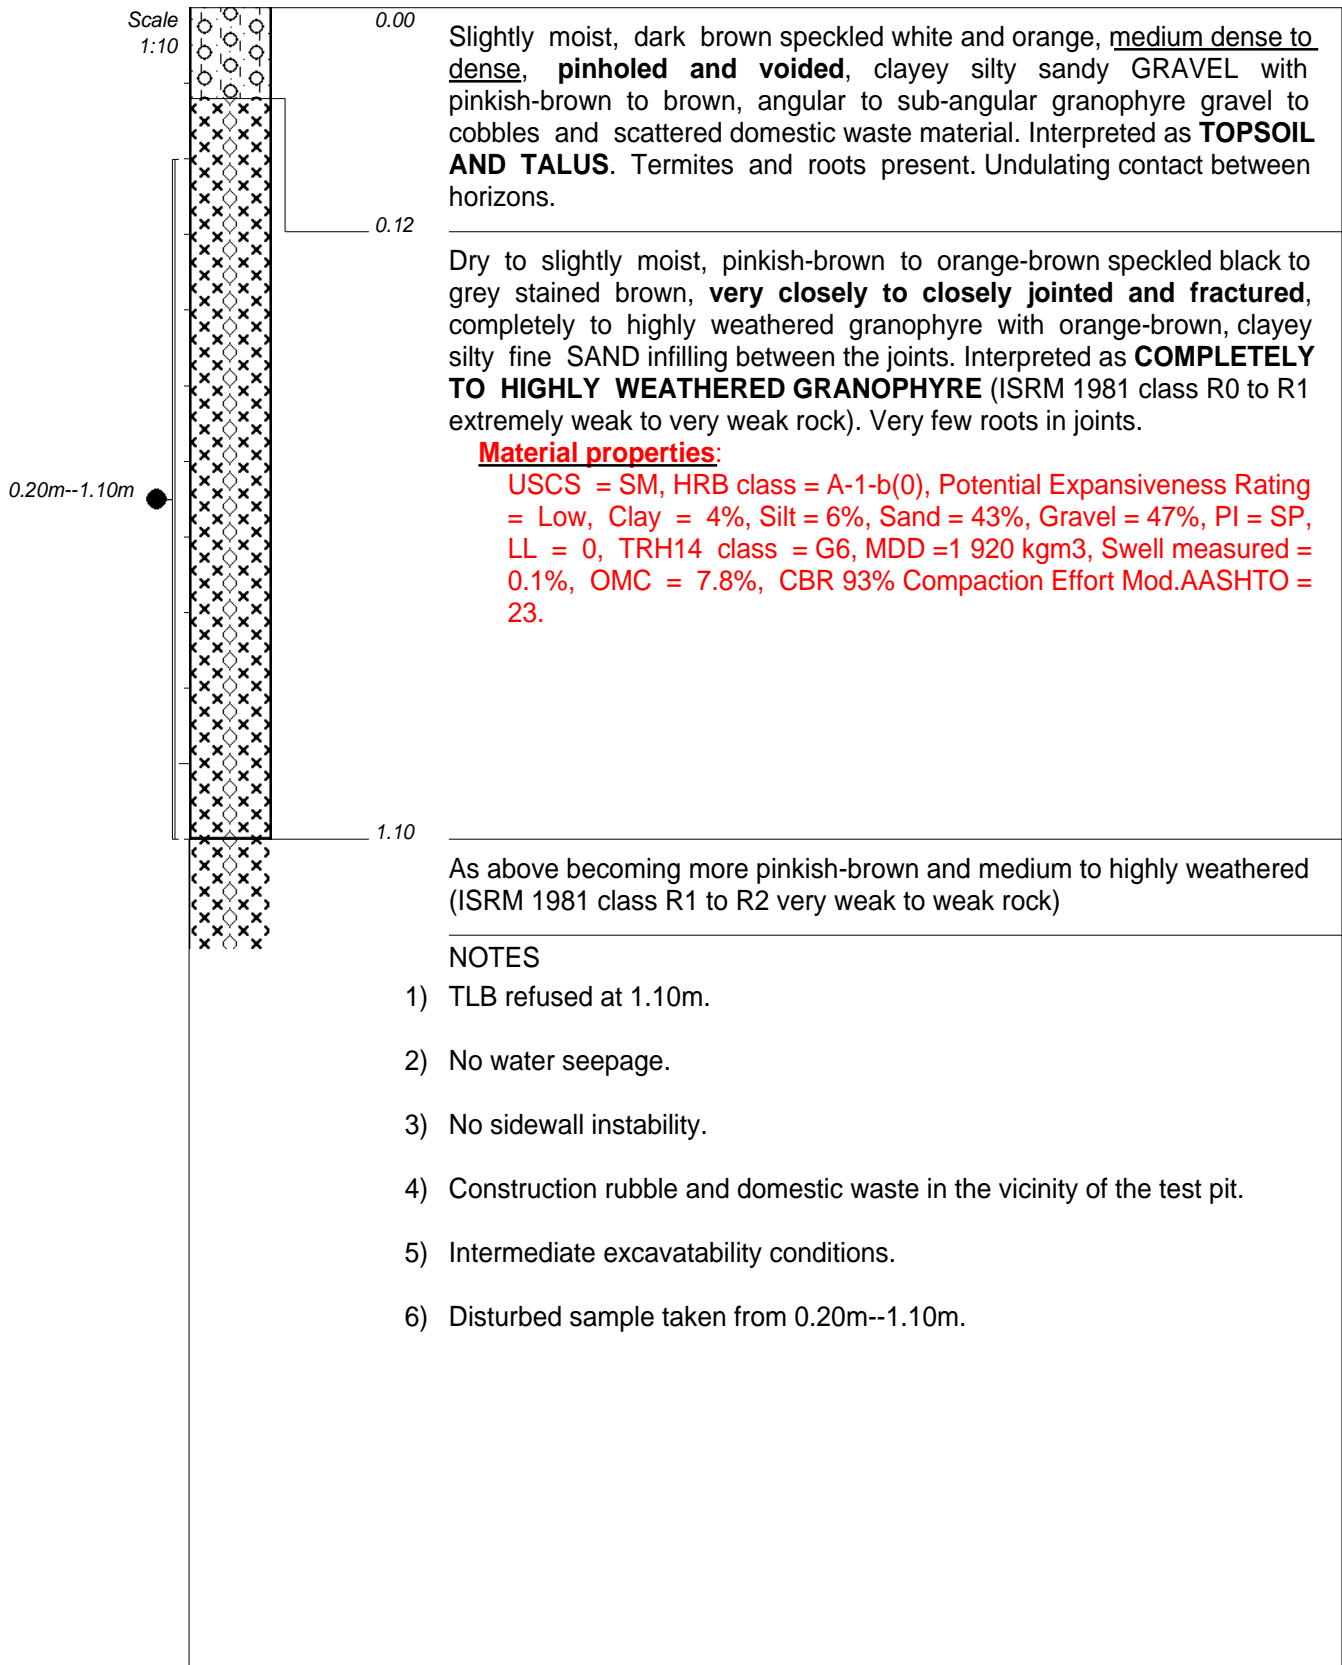 Scale
1:10
0.00
Slightly moist, dark brown speckled white and orange, medium dense to
dense, pinholed and voided, clayey silty sandy GRAVEL with
pinkish-brown to brown, angular to sub-angular granophyre gravel to
cobbles and scattered domestic waste material. Interpreted as TOPSOIL
AND TALUS. Termites and roots present. Undulating contact between
horizons.
0.12
Dry to slightly moist, pinkish-brown to orange-brown speckled black to
grey stained brown, very closely to closely jointed and fractured,
completely to highly weathered granophyre with orange-brown, clayey
silty fine SAND infilling between the joints. Interpreted as COMPLETELY
TO HIGHLY WEATHERED GRANOPHYRE (ISRM 1981 class R0 to R1
extremely weak to very weak rock). Very few roots in joints.
Material properties:
USCS = SM, HRB class = A-1-b(0), Potential Expansiveness Rating
= Low, Clay = 4%, Silt = 6%, Sand = 43%, Gravel = 47%, PI = SP,
LL = 0, TRH14 class = G6, MDD =1 920 kgm3, Swell measured =
0.1%, OMC = 7.8%, CBR 93% Compaction Effort Mod.AASHTO =
23.
0.20m--1.10m
1.10
As above becoming more pinkish-brown and medium to highly weathered
(ISRM 1981 class R1 to R2 very weak to weak rock)
NOTES
1) TLB refused at 1.10m.
2) No water seepage.
3) No sidewall instability.
4) Construction rubble and domestic waste in the vicinity of the test pit.
5) Intermediate excavatability conditions.
6) Disturbed sample taken from 0.20m--1.10m.